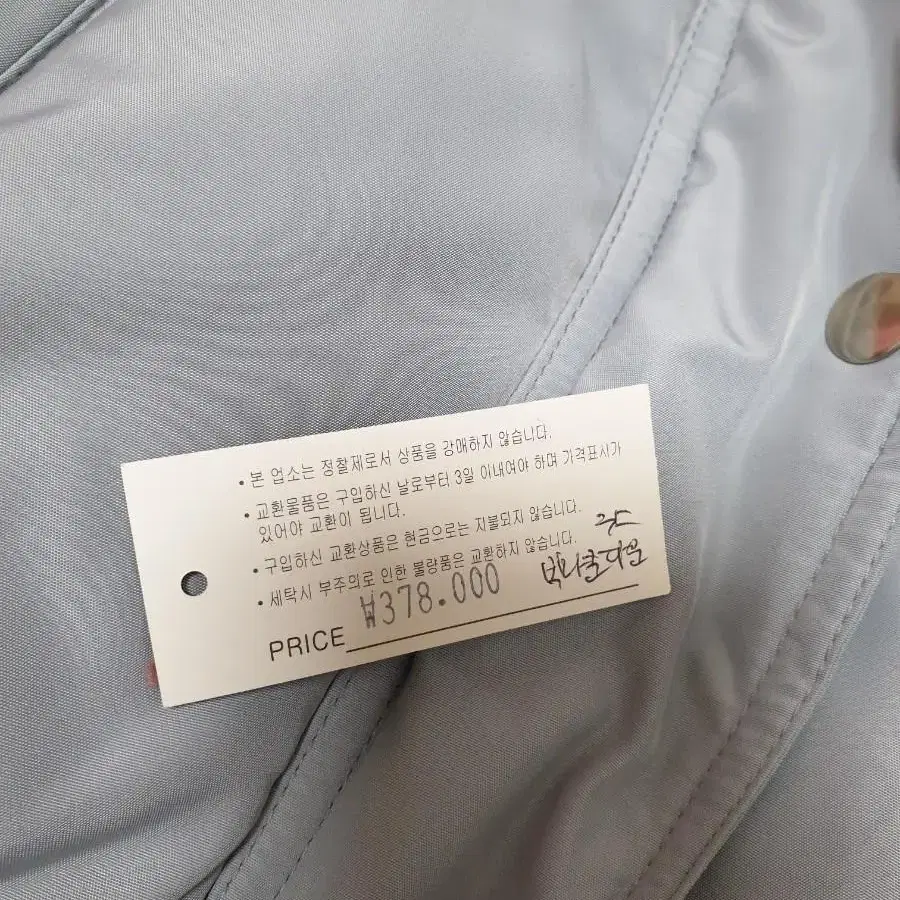 • 본 업소는 정찰제로서 상품을 강매하지 않습니다.
• 교환물품은 구입하신 날로부터 3일 이내여야 하며 가격표시가
있어야 교환이 됩니다.
• 구입하신 교환상품은 현금으로는 지불되지 않습니다.
• 세탁시 부주의로 인한 불량품은 교환하지 않습니다.
PRICE ₩378.000